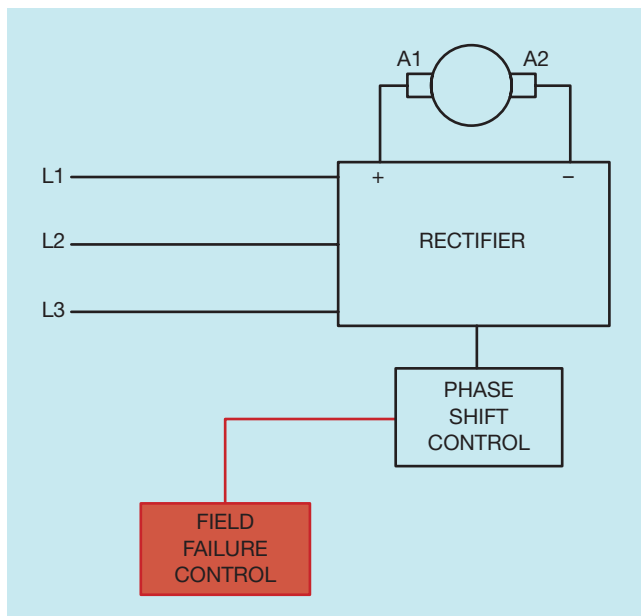 A1
A2
L1
+
−
L2
RECTIFIER
L3
PHASE
SHIFT
CONTROL
FIELD
FAILURE
CONTROL